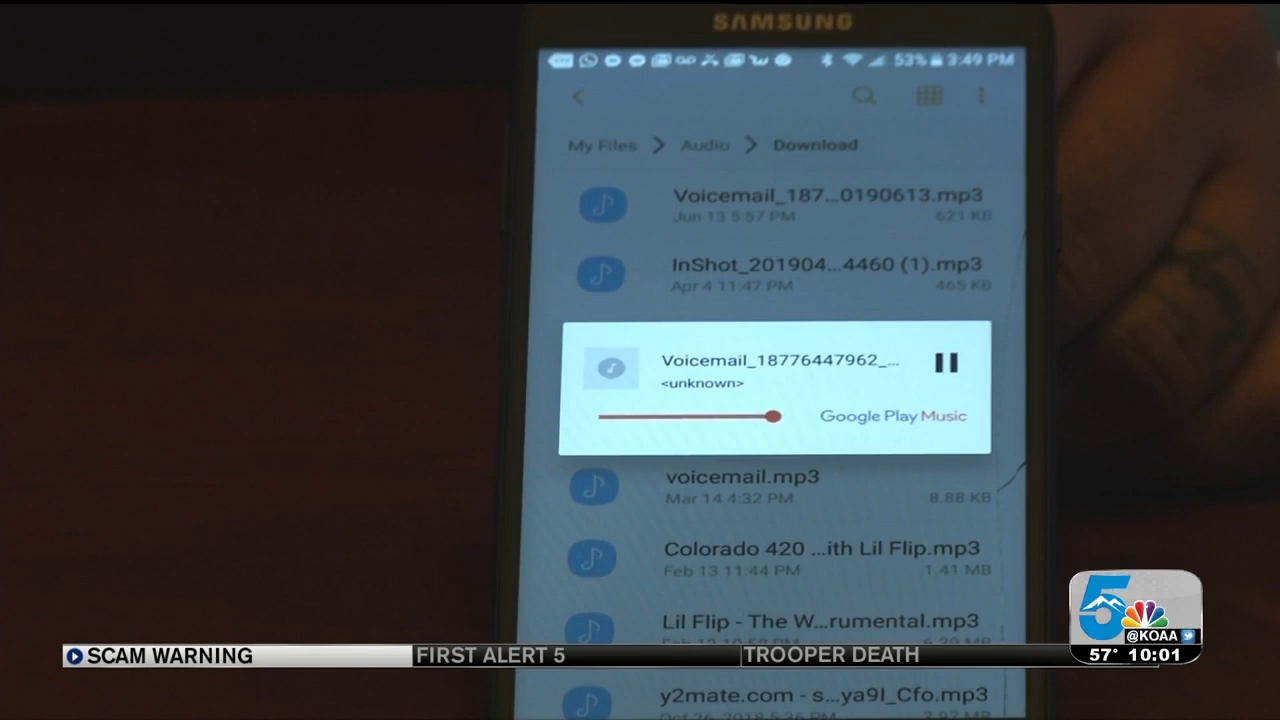 SAMSUNG
53% 3:49 PM
My Files > Audio > Download
Voicemail_187...0190613.mp3
Jun 13 5:57 PM 621 KB
InShot_201904...4460 (1).mp3
Apr 4 11:47 PM 465 KB
Voicemail_18776447962_...
<unknown>
Google Play Music
voicemail.mp3
Mar 14 4:32 PM 8.88 KB
Colorado 420 ...ith Lil Flip.mp3
Feb 13 11:44 PM 1.41 MB
Lil Flip - The W...rumental.mp3
5
@KOAA
SCAM WARNING FIRST ALERT 5 TROOPER DEATH 57° 10:01
y2mate.com - s...ya9I_Cfo.mp3